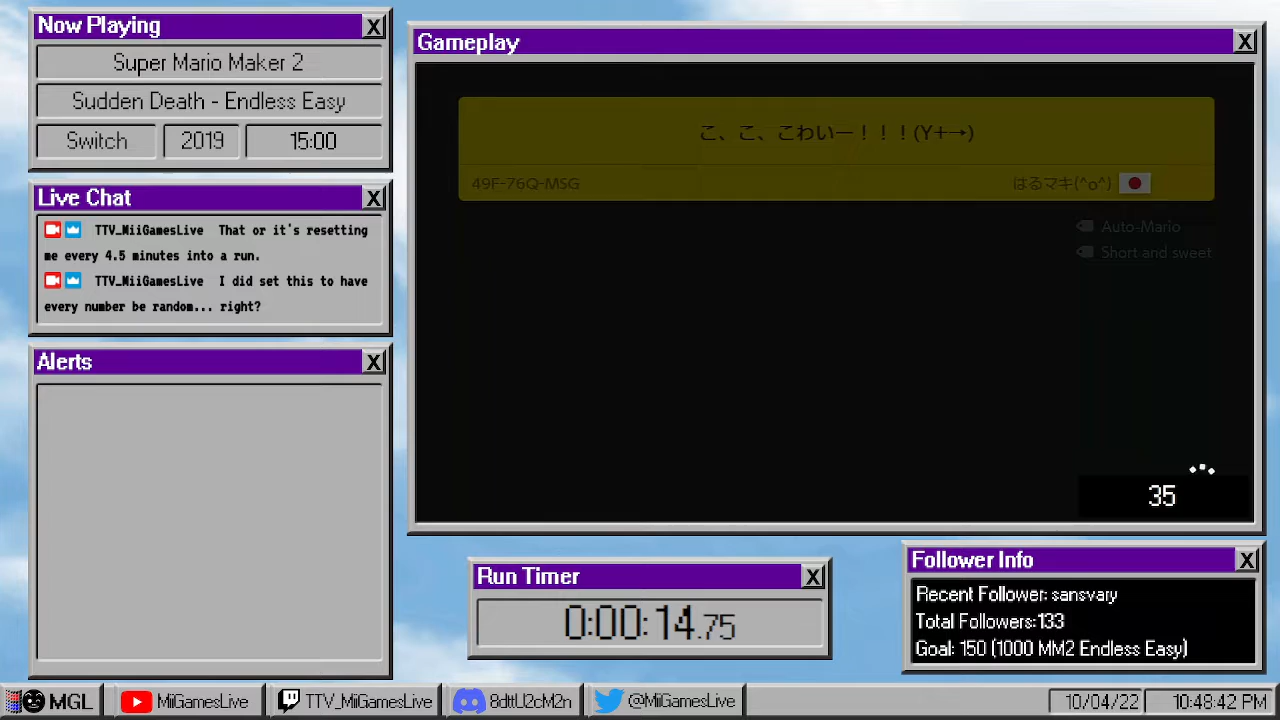 Now Playing X
Super Mario Maker 2
Sudden Death - Endless Easy
Switch 2019 15:00
Live Chat X
TTV_MiiGamesLive That or it's resetting
me every 4.5 minutes into a run.
TTV_MiiGamesLive I did set this to have
every number be random... right?
Alerts X
Gameplay X
こ、こ、こわいー！！！(Y+→)
49F-76Q-MSG はるマキ(^o^)
Auto-Mario
Short and sweet
35
Run Timer X
0:00:14.75
Follower Info X
Recent Follower: sansvary
Total Followers:133
Goal: 150 (1000 MM2 Endless Easy)
MGL MiiGamesLive TTV_MiiGamesLive 8dttU2cM2n @MiiGamesLive 10/04/22 10:48:42 PM